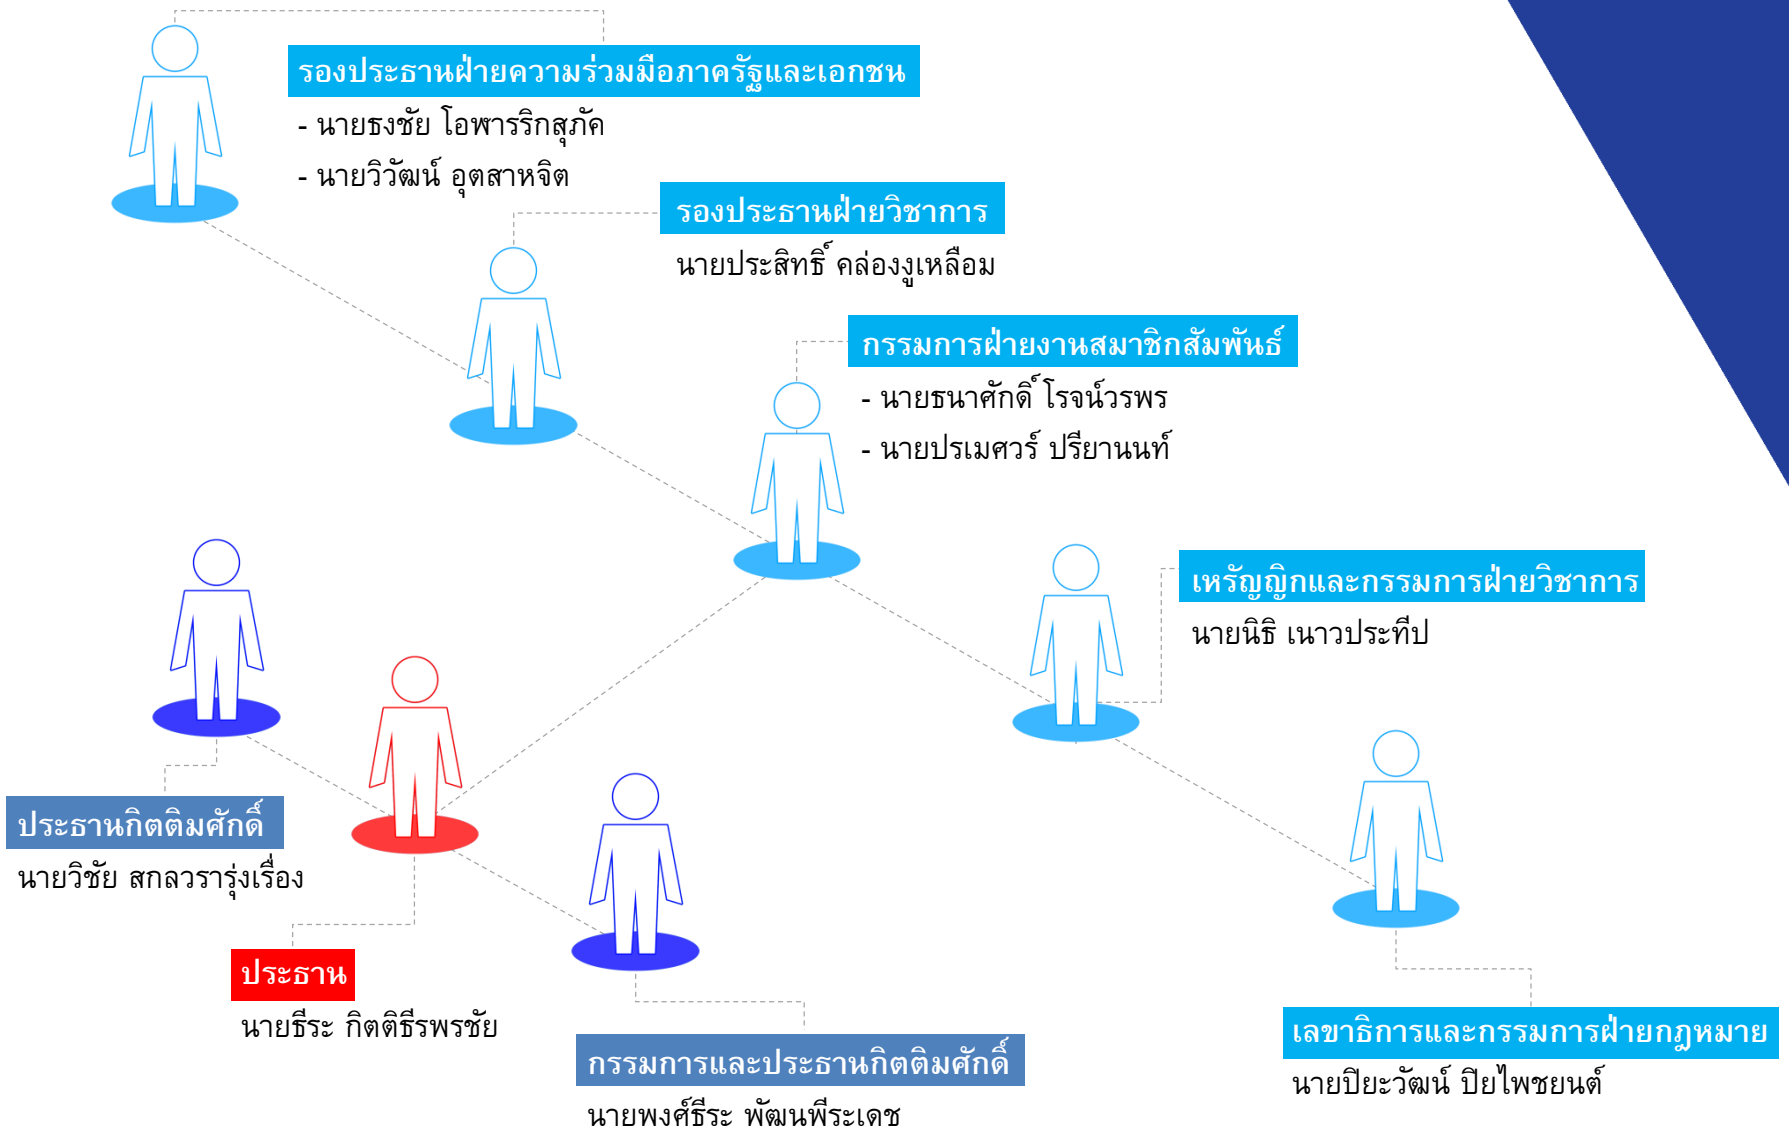 รองประธานฝ่ายความร่วมมือภาครัฐและเอกชน
- นายธงชัย โอฬารริกสุภัค
- นายวิวัฒน์ อุตสาหจิต
รองประธานฝ่ายวิชาการ
นายประสิทธิ์ คล่องงูเหลือม
กรรมการฝ่ายงานสมาชิกสัมพันธ์
- นายธนาศักดิ์ โรจน์วรพร
- นายปรเมศวร์ ปรียานนท์
เหรัญญิกและกรรมการฝ่ายวิชาการ
นายนิธิ เนาวประทีป
ประธานกิตติมศักดิ์
นายวิชัย สกลวรารุ่งเรื่อง
ประธาน
นายธีระ กิตติธีรพรชัย
กรรมการและประธานกิตติมศักดิ์
นายพงศ์ธีระ พัฒนพีระเดช
เลขาธิการและกรรมการฝ่ายกฎหมาย
นายปิยะวัฒน์ ปิยไพชยนต์